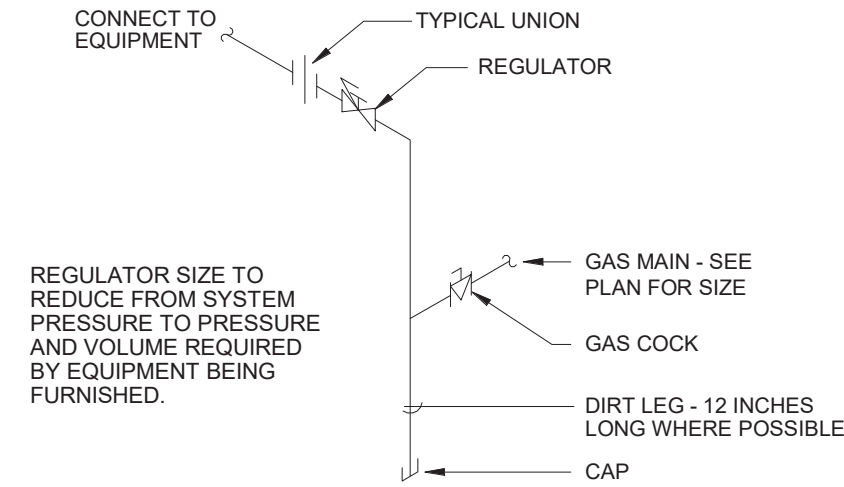 CONNECT TO
EQUIPMENT
TYPICAL UNION
REGULATOR
REGULATOR SIZE TO
REDUCE FROM SYSTEM
PRESSURE TO PRESSURE
AND VOLUME REQUIRED
BY EQUIPMENT BEING
FURNISHED.
GAS MAIN - SEE
PLAN FOR SIZE
GAS COCK
DIRT LEG - 12 INCHES
LONG WHERE POSSIBLE
CAP